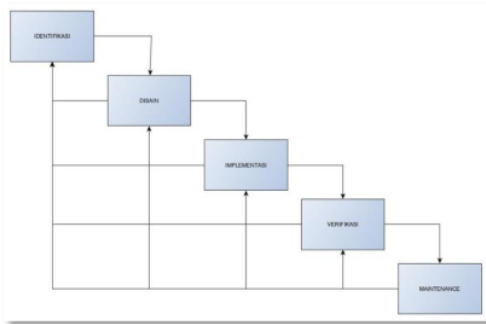 IDENTIFIKASI
DISAIN
IMPLEMENTASI
VERIFIKASI
MAINTENANCE